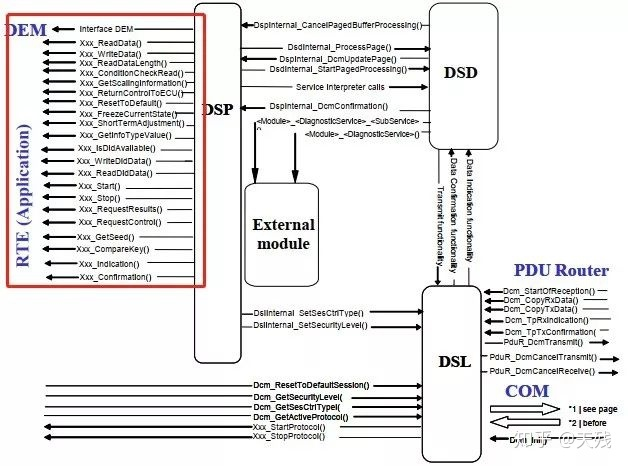 DEM
Interface DEM
Xxx_ReadData()
Xxx_WriteData()
Xxx_ReadDataLength()
Xxx_ConditionCheckRead()
Xxx_GetScalingInformation()
Xxx_ReturnControlToECU()
Xxx_ResetToDefault()
Xxx_FreezeCurrentState()
Xxx_ShortTermAdjustment()
Xxx_GetInfoTypeValue()
Xxx_IsDidAvailable()
Xxx_WriteDidData()
Xxx_ReadDidData()
Xxx_Start()
Xxx_Stop()
Xxx_RequestResults()
Xxx_RequestControl()
Xxx_GetSeed()
Xxx_CompareKey()
Xxx_Indication()
Xxx_Confirmation()
RTE (Application)
DSP
DspInternal_CancelPagedBufferProcessing()
DsdInternal_ProcessPage()
DspInternal_DcmUpdatePage()
DsdInternal_StartPagedProcessing()
Service Interpreter calls
DspInternal_DcmConfirmation()
<Module>_<DiagnosticService>_<SubService>
()
<Module>_<DiagnosticService>()
DSD
External
module
Transmit functionality
Data Confirmation functionality
Data Indication functionality
DslInternal_SetSesCtrlType()
DslInternal_SetSecurityLevel()
DSL
PDU Router
Dcm_StartOfReception()
Dcm_CopyRxData()
Dcm_CopyTxData()
Dcm_TpRxIndication()
Dcm_TpTxConfirmation(
PduR_DcmTransmit()
PduR_DcmCancelTransmit()
PduR_DcmCancelReceive()
COM
*1 | see page
*2 | before
Dcm_ResetToDefaultSession()
Dcm_GetSecurityLevel(
Dcm_GetSesCtrlType(
Dcm_GetActiveProtocol()
Xxx_StartProtocol()
Xxx_StopProtocol()
知乎 @天残